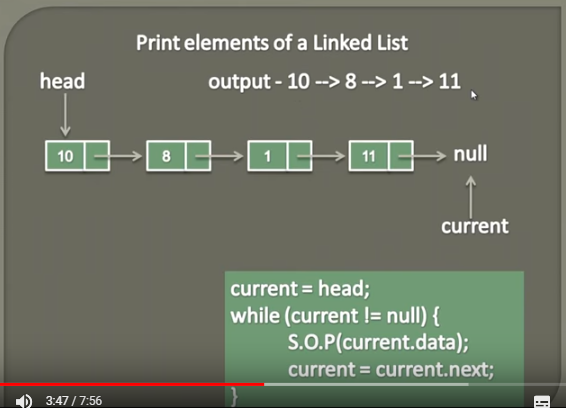 Print elements of a Linked List
head
output - 10 --> 8 --> 1 --> 11
10 8 1 11 null
current
current = head;
while (current != null) {
S.O.P(current.data);
current = current.next;
}
3:47 / 7:56